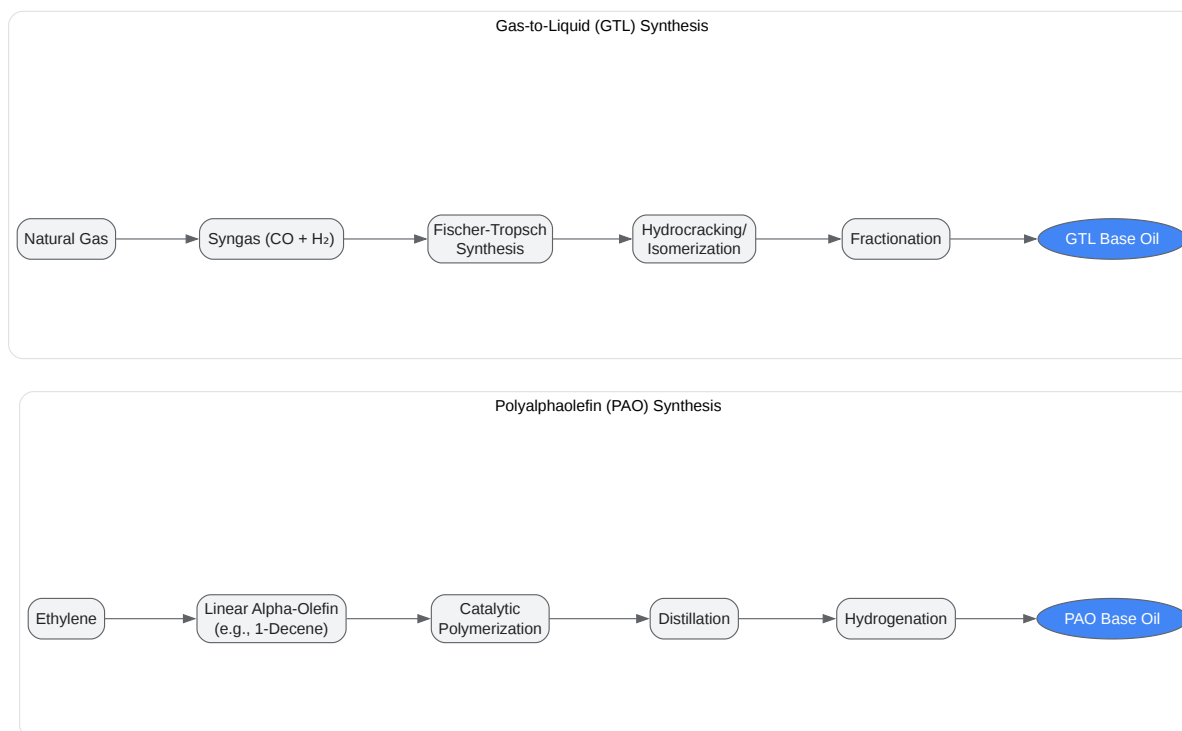 Gas-to-Liquid (GTL) Synthesis
Natural Gas
Syngas (CO + H₂)
Fischer-Tropsch
Synthesis
Hydrocracking/
Isomerization
Fractionation
GTL Base Oil
Polyalphaolefin (PAO) Synthesis
Ethylene
Linear Alpha-Olefin
(e.g., 1-Decene)
Catalytic
Polymerization
Distillation
Hydrogenation
PAO Base Oil